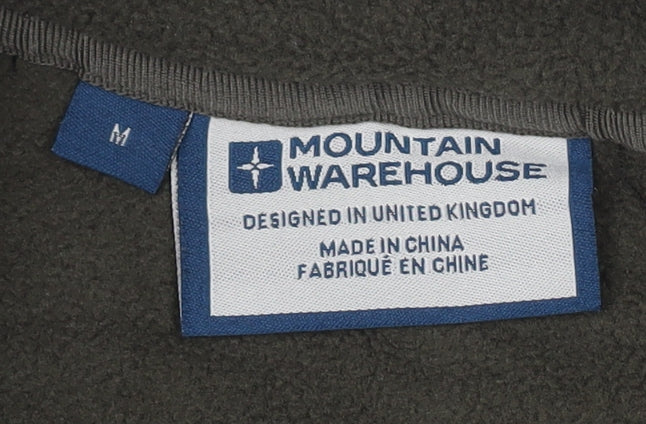 M
MOUNTAIN
WAREHOUSE
DESIGNED IN UNITED KINGDOM
MADE IN CHINA
FABRIQUÉ EN CHINE